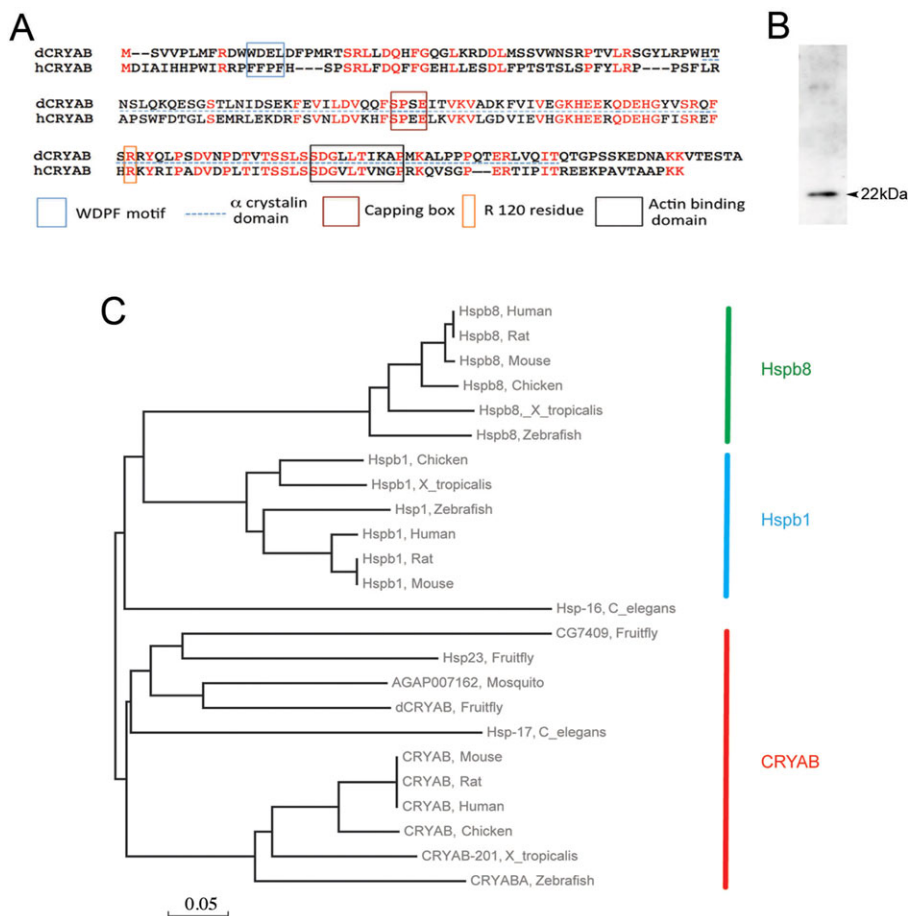 A
dCRYAB M--SVVPLMFRDWWDELDFPMRTSRLLDQHFGQGLKRDDLMSSVWNSRPTVLRSGYLRPWHT
hCRYAB MDIAIHHPWIRRPFFPFH---SPSRLFDQFFGEHLLESDLFPTSTSLSPFYLRP---PSFLR
dCRYAB NSLQKQESGSTLNIDSEKFEVILDVQQFSPSEITVKVADKFVIVEGKHEEKQDEHGYVSRQF
hCRYAB APSWFDTGLSEMRLEKDRFSVNLDVKHFSPEELKVKVLGDVIEVHGKHEERQDEHGFISREF
dCRYAB SRRYQLPSDVNPDTVTSSLSSDGLLTIKAPMKALPPPQTERLVQITQTGPSSKEDNAKKVTESTA
hCRYAB HRKYRIPADVDPLTITSSLSSDGVLTVNGPRKQVSGP--ERTIPITREEKPAVTAAPKK
WDPF motif
α crystalin
domain
Capping box
R 120 residue
Actin binding
domain
B
22kDa
C
Hspb8, Human
Hspb8, Rat
Hspb8, Mouse
Hspb8, Chicken
Hspb8,_X_tropicalis
Hspb8, Zebrafish
Hspb8
Hspb1, Chicken
Hspb1, X_tropicalis
Hsp1, Zebrafish
Hspb1, Human
Hspb1, Rat
Hspb1, Mouse
Hspb1
Hsp-16, C_elegans
CG7409, Fruitfly
Hsp23, Fruitfly
AGAP007162, Mosquito
dCRYAB, Fruitfly
Hsp-17, C_elegans
CRYAB, Mouse
CRYAB, Rat
CRYAB, Human
CRYAB, Chicken
CRYAB-201, X_tropicalis
CRYABA, Zebrafish
CRYAB
0.05